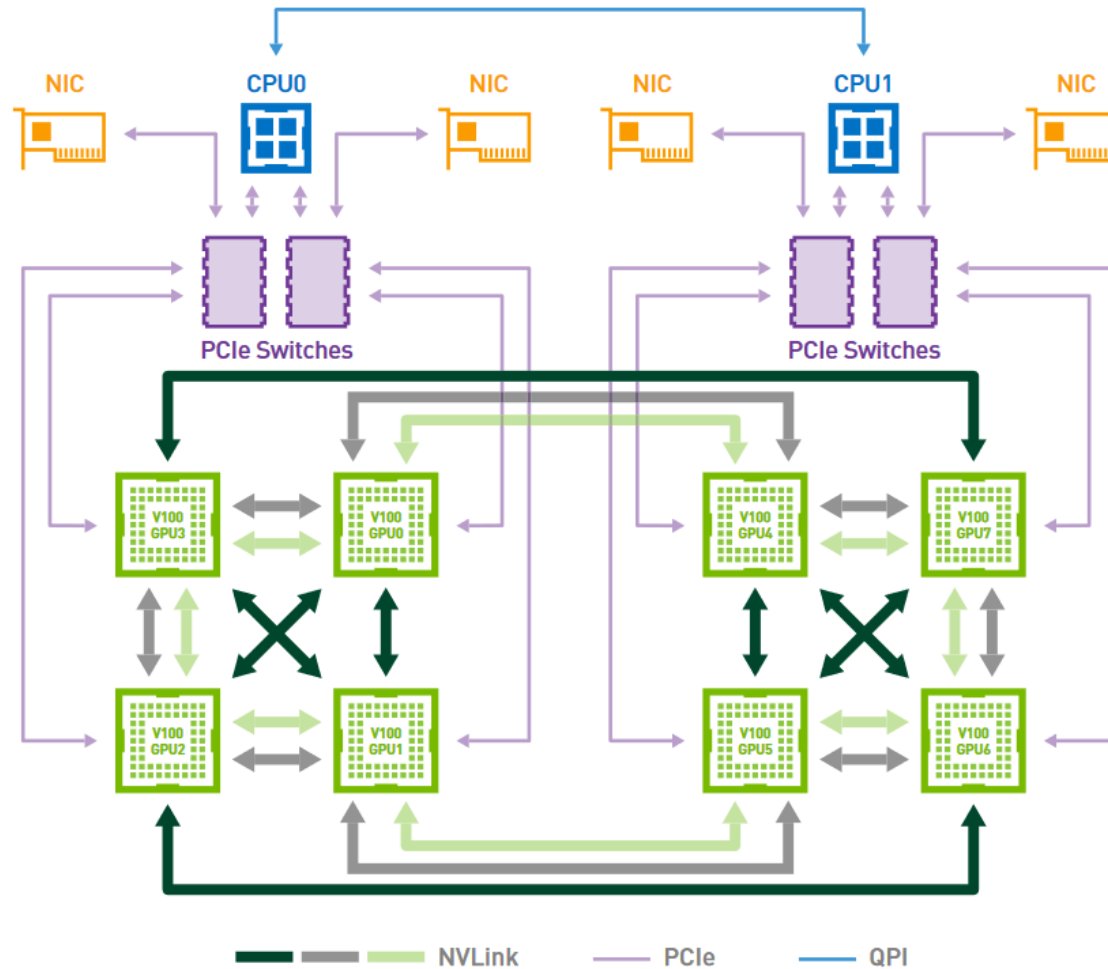 CPU0
CPU1
NIC
NIC
NIC
NIC
PCIe Switches
PCIe Switches
V100
GPU3
V100
GPU0
V100
GPU4
V100
GPU7
V100
GPU2
V100
GPU1
V100
GPU5
V100
GPU6
NVLink
PCIe
QPI